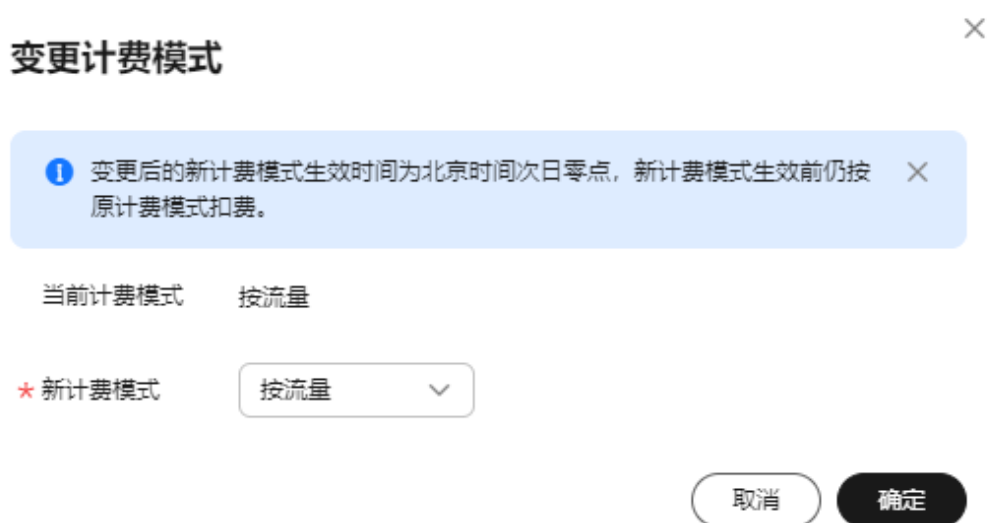 变更计费模式
变更后的新计费模式生效时间为北京时间次日零点，新计费模式生效前仍按
原计费模式扣费。
当前计费模式 按流量
* 新计费模式 按流量
取消 确定